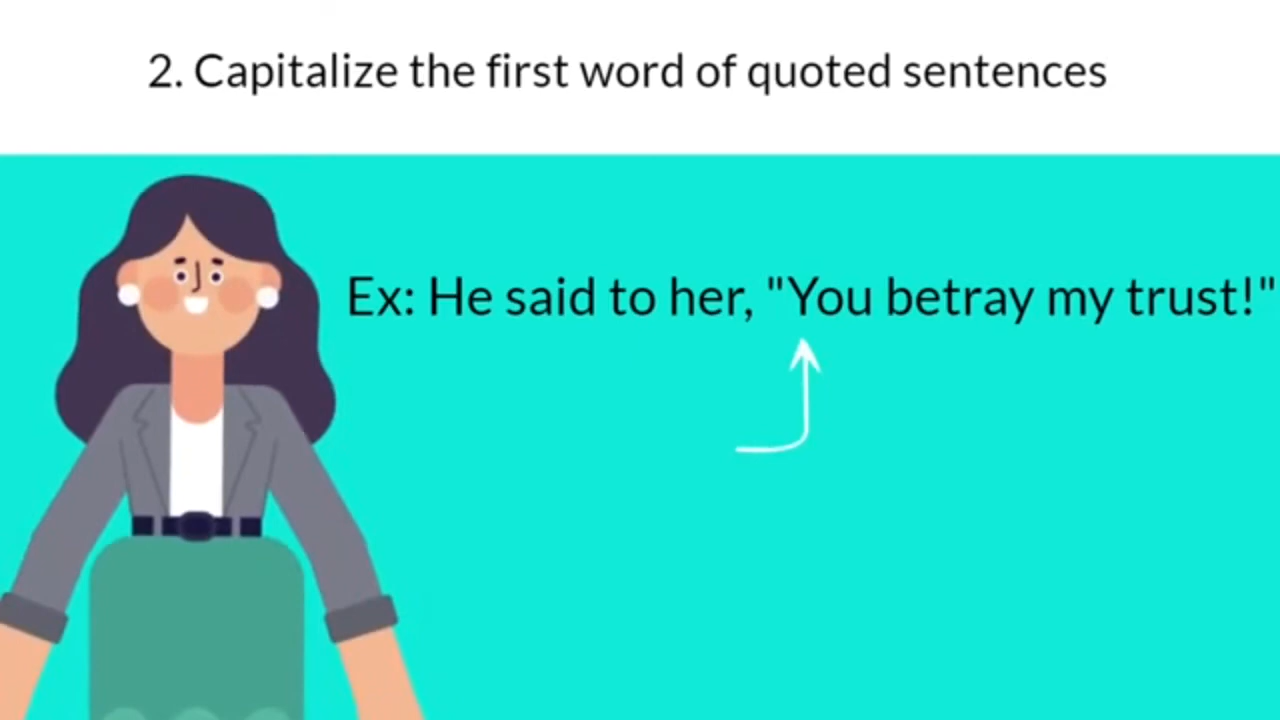 2. Capitalize the first word of quoted sentences
Ex: He said to her, "You betray my trust!"